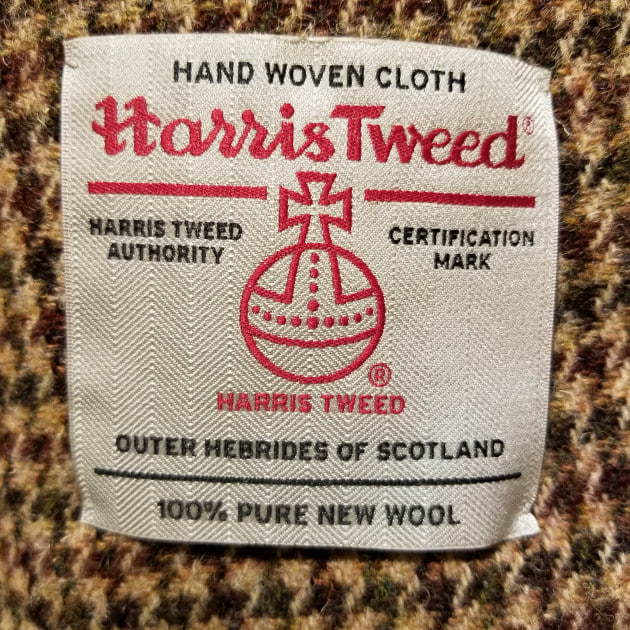 HAND WOVEN CLOTH
Harris Tweed®
HARRIS TWEED
AUTHORITY
CERTIFICATION
MARK
®
HARRIS TWEED
OUTER HEBRIDES OF SCOTLAND
100% PURE NEW WOOL